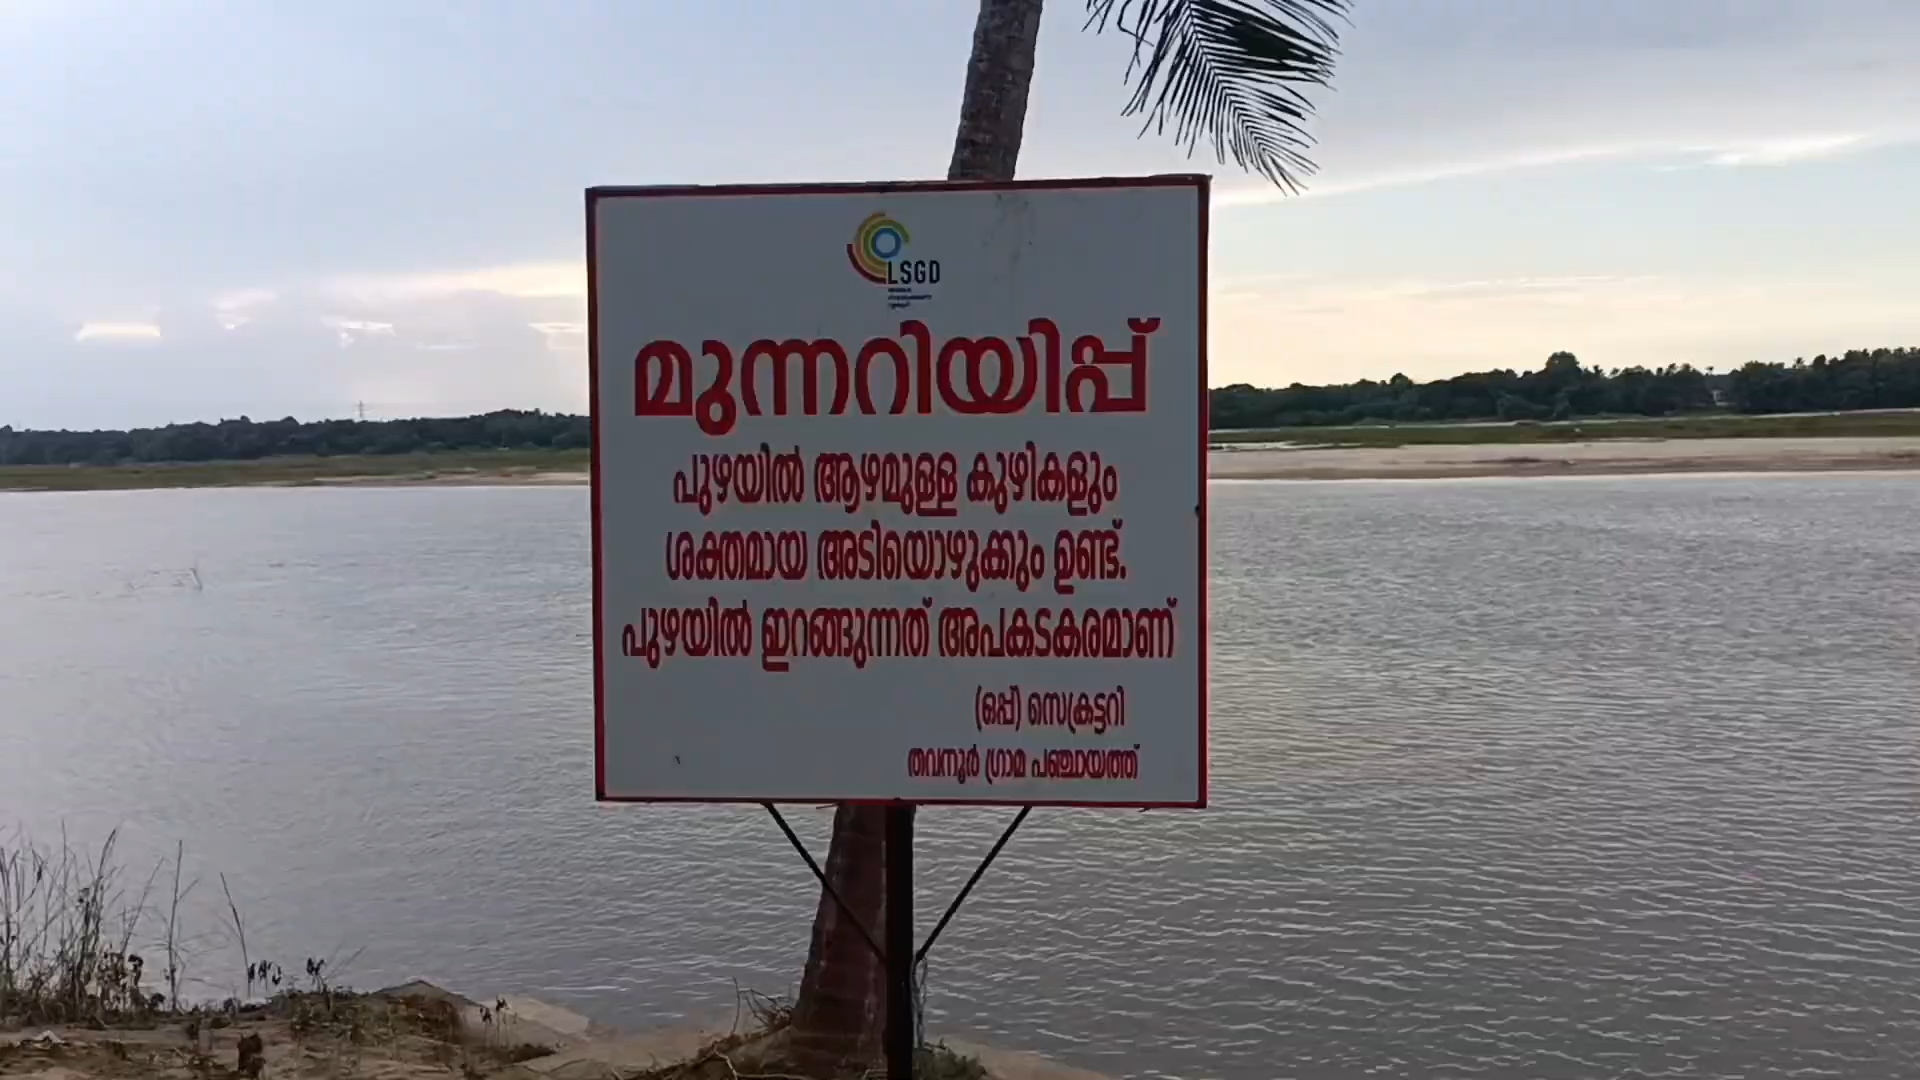 LSGD
മുന്നറിയിപ്പ്
പുഴയിൽ ആഴമുള്ള കുഴികളും
ശക്തമായ അടിയൊഴുക്കും ഉണ്ട്.
പുഴയിൽ ഇറങ്ങുന്നത് അപകടകരമാണ്
(ഒപ്പ്) സെക്രട്ടറി
തവനൂർ ഗ്രാമ പഞ്ചായത്ത്